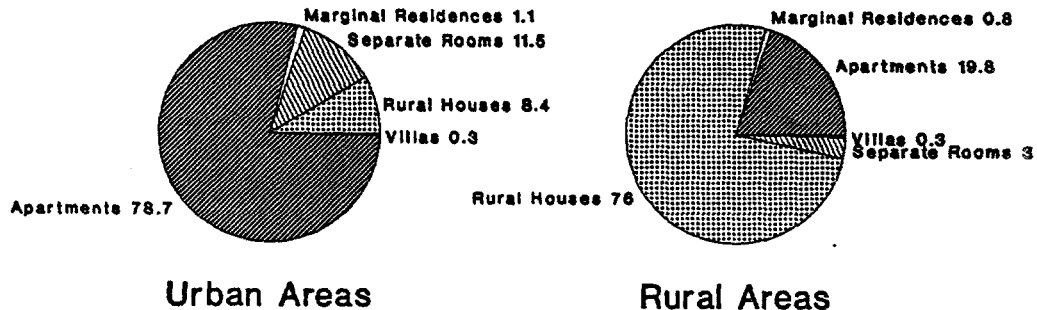 Marginal Residences 1.1
Separate Rooms 11.5
Rural Houses 8.4
Villas 0.3
Apartments 78.7
Urban Areas
Marginal Residences 0.8
Apartments 19.8
Villas 0.3
Separate Rooms 3
Rural Houses 76
Rural Areas